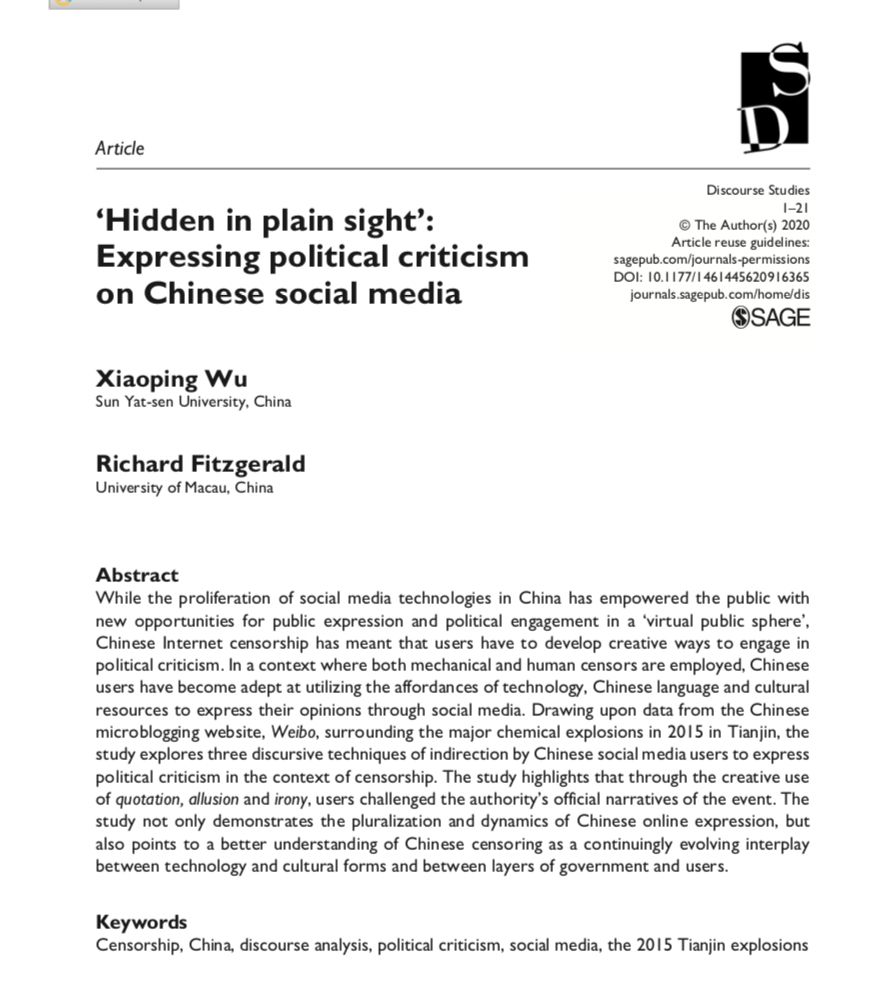 S
D
Article
Discourse Studies
1–21
© The Author(s) 2020
Article reuse guidelines:
sagepub.com/journals-permissions
DOI: 10.1177/1461445620916365
journals.sagepub.com/home/dis
SAGE
‘Hidden in plain sight’:
Expressing political criticism
on Chinese social media
Xiaoping Wu
Sun Yat-sen University, China
Richard Fitzgerald
University of Macau, China
Abstract
While the proliferation of social media technologies in China has empowered the public with
new opportunities for public expression and political engagement in a ‘virtual public sphere’,
Chinese Internet censorship has meant that users have to develop creative ways to engage in
political criticism. In a context where both mechanical and human censors are employed, Chinese
users have become adept at utilizing the affordances of technology, Chinese language and cultural
resources to express their opinions through social media. Drawing upon data from the Chinese
microblogging website, Weibo, surrounding the major chemical explosions in 2015 in Tianjin, the
study explores three discursive techniques of indirection by Chinese social media users to express
political criticism in the context of censorship. The study highlights that through the creative use
of quotation, allusion and irony, users challenged the authority’s official narratives of the event. The
study not only demonstrates the pluralization and dynamics of Chinese online expression, but
also points to a better understanding of Chinese censoring as a continuingly evolving interplay
between technology and cultural forms and between layers of government and users.
Keywords
Censorship, China, discourse analysis, political criticism, social media, the 2015 Tianjin explosions